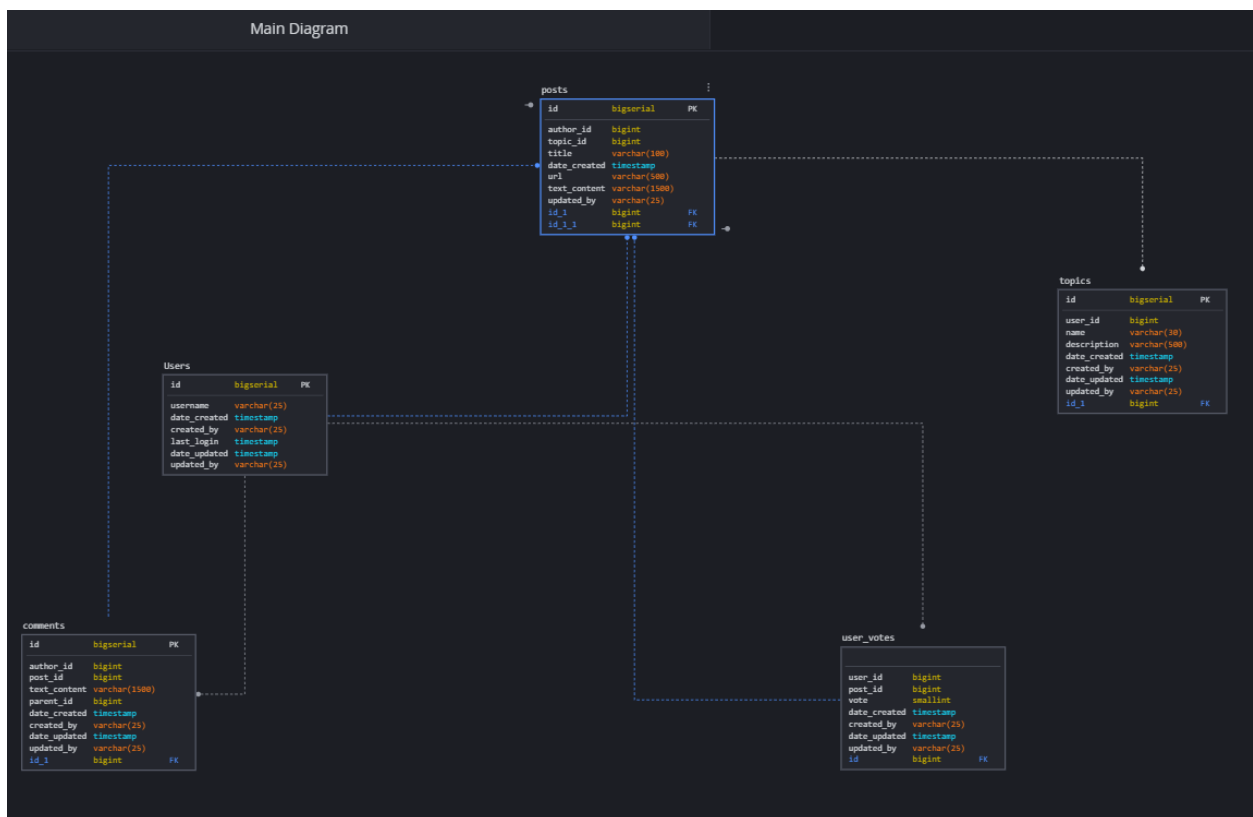 Main Diagram
posts
id bigserial PK
author_id bigint
topic_id bigint
title varchar(100)
date_created timestamp
url varchar(500)
text_content varchar(1500)
updated_by varchar(25)
id_1 bigint FK
id_1_1 bigint FK
topics
id bigserial PK
user_id bigint
name varchar(30)
description varchar(500)
date_created timestamp
created_by varchar(25)
date_updated timestamp
updated_by varchar(25)
id_1 bigint FK
Users
id bigserial PK
username varchar(25)
date_created timestamp
created_by varchar(25)
last_login timestamp
date_updated timestamp
updated_by varchar(25)
comments
id bigserial PK
author_id bigint
post_id bigint
text_content varchar(1500)
parent_id bigint
date_created timestamp
created_by varchar(25)
date_updated timestamp
updated_by varchar(25)
id_1 bigint FK
user_votes
user_id bigint
post_id bigint
vote smallint
date_created timestamp
created_by varchar(25)
date_updated timestamp
updated_by varchar(25)
id bigint FK